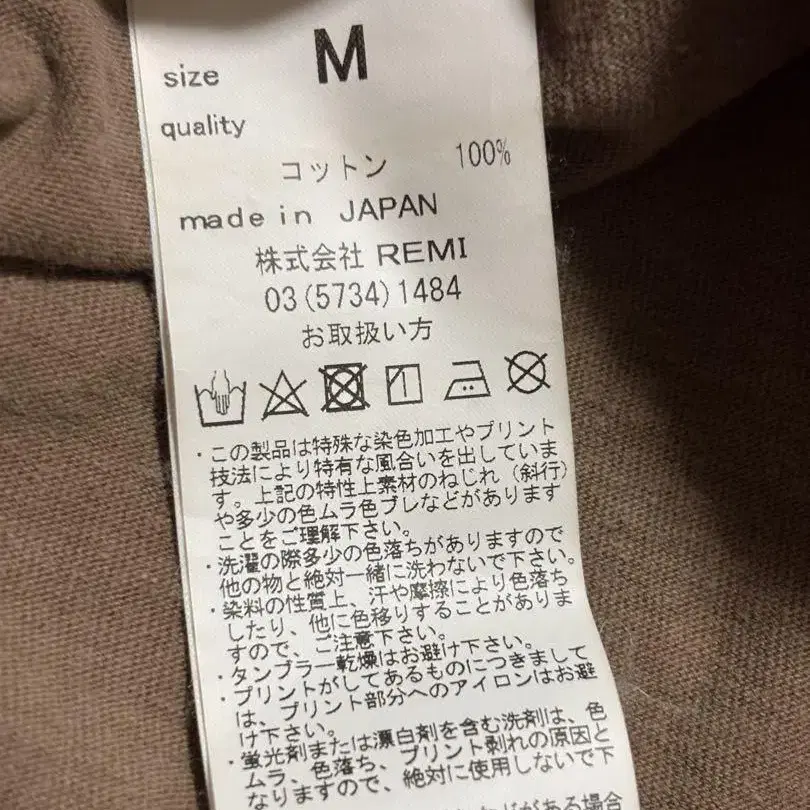 size M
quality
コットン 100%
made in JAPAN
株式会社 REMI
03(5734)1484
お取扱い方
・この製品は特殊な染色加工やプリント
技法により特有な風合いを出していま
す。上記の特性上素材のねじれ（斜行）
や多少の色ムラ色ブレなどがあります
ことをご理解下さい。
・洗濯の際多少の色落ちがありますので
他の物と絶対一緒に洗わないで下さい。
・染料の性質上、汗や摩擦により色落ち
したり、他に色移りすることがありま
すので、ご注意下さい。
・タンブラー乾燥はお避け下さい。
・プリントがしてあるものにつきまして
は、プリント部分へのアイロンはお避
け下さい。
・蛍光剤または漂白剤を含む洗剤は、色
ムラ、色落ち、プリント剥れの原因と
なりますので、絶対に使用しないで下
がある場合